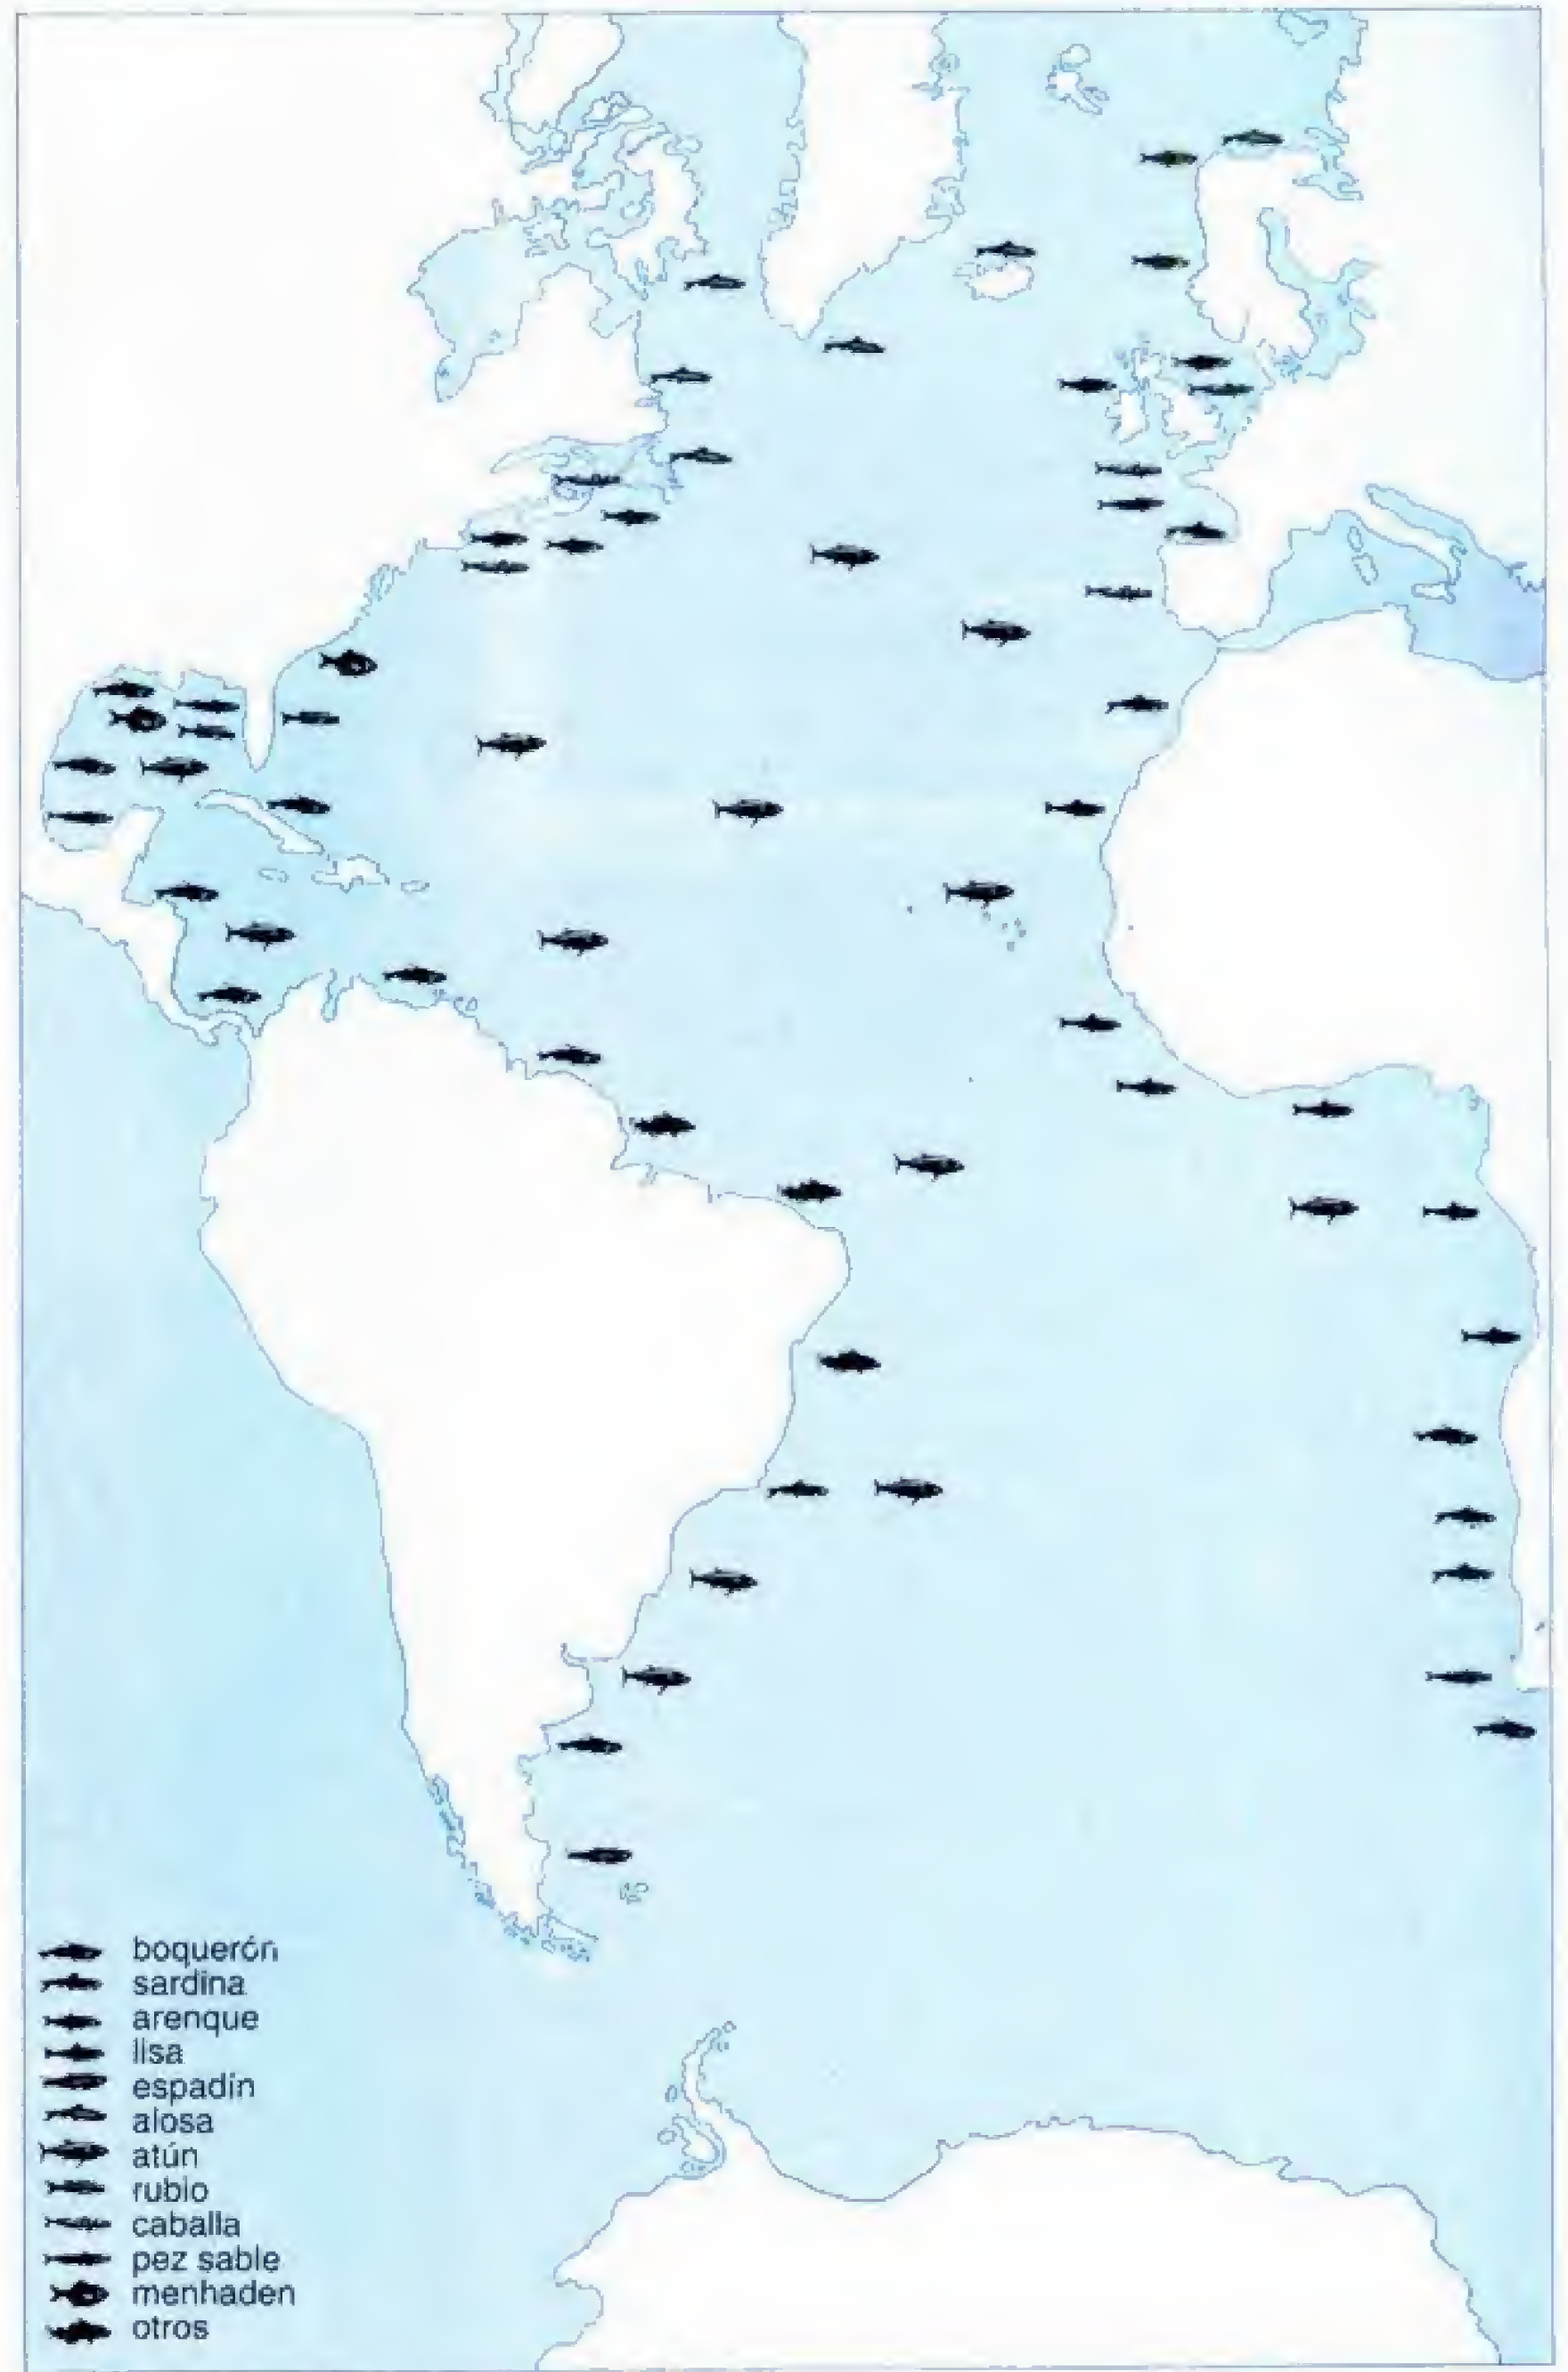 boquerón
sardina
arenque
lisa
espadín
alosa
atún
rubio
caballa
pez sable
menhaden
otros